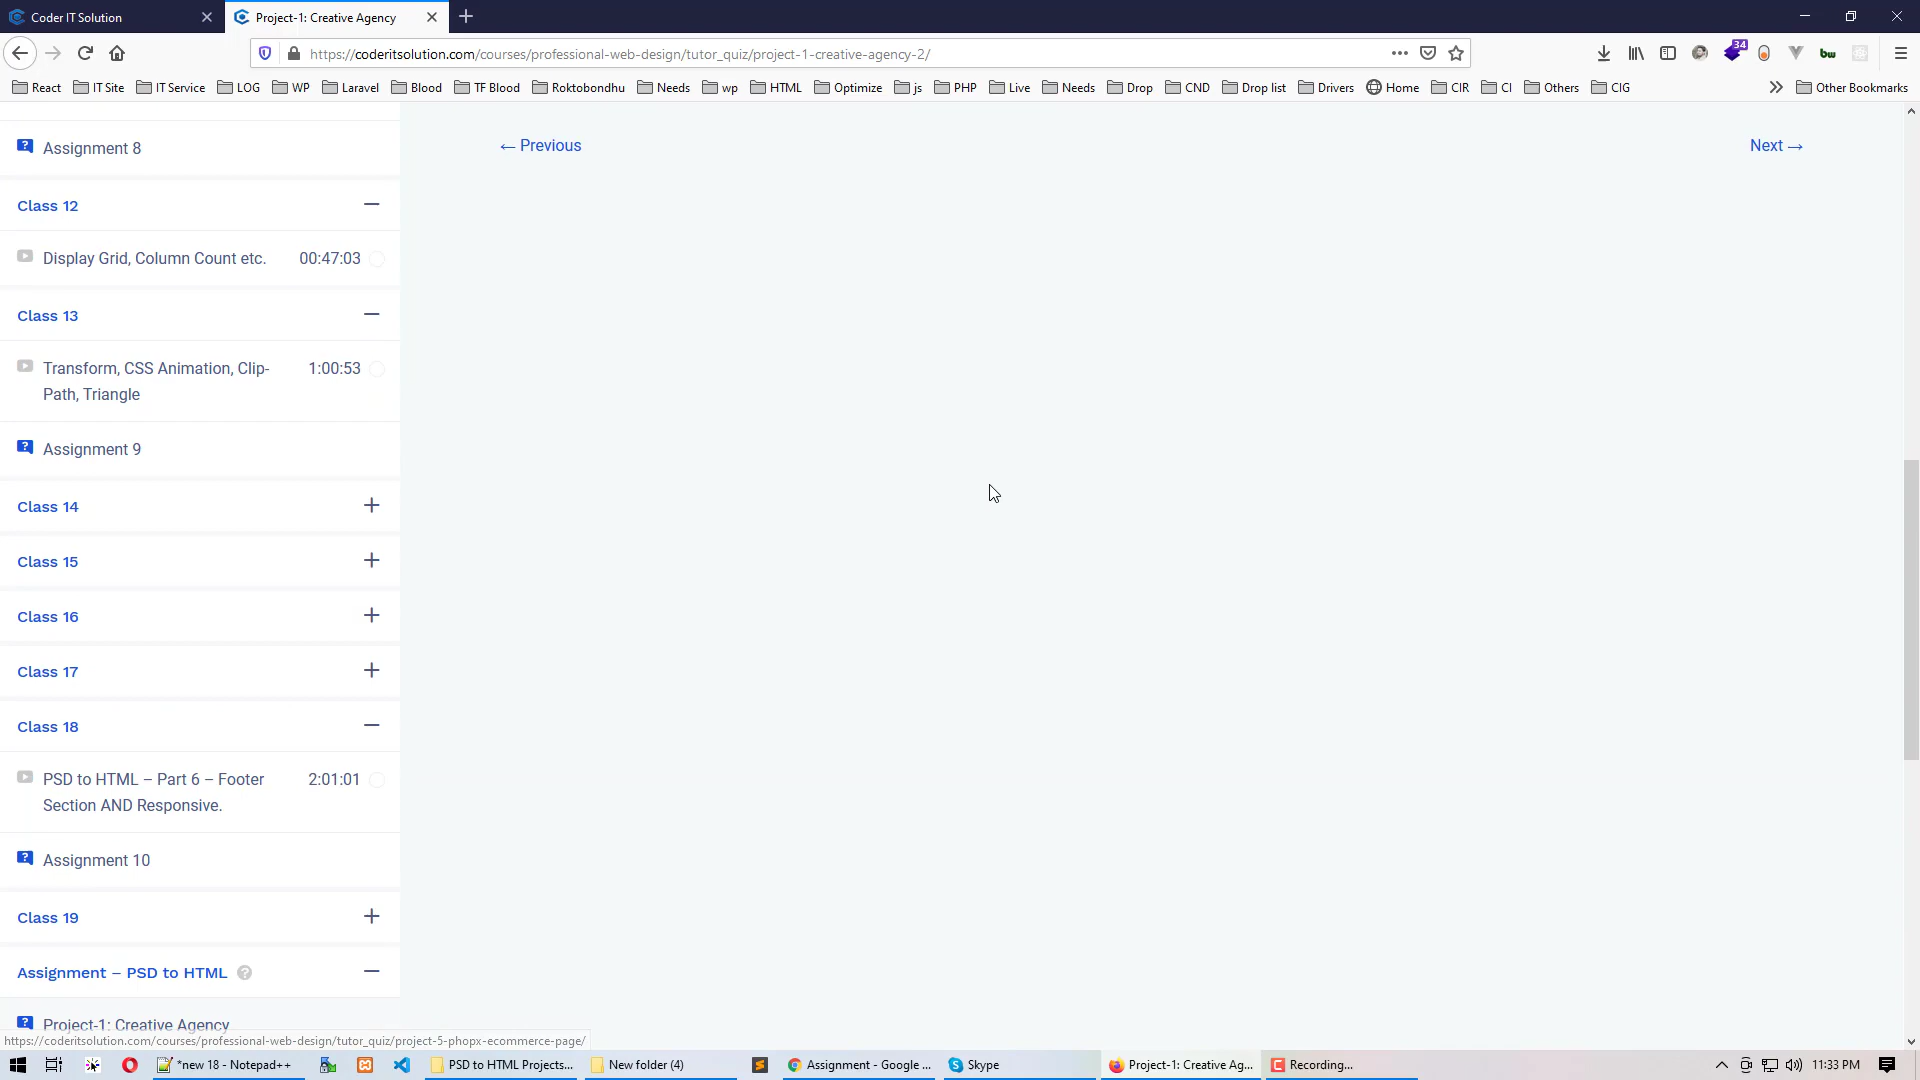 Coder IT Solution
Project-1: Creative Agency
https://coderitsolution.com/courses/professional-web-design/tutor_quiz/project-1-creative-agency-2/
34
bw
React IT Site IT Service LOG WP Laravel Blood TF Blood Roktobondhu Needs wp HTML Optimize js PHP Live Needs Drop CND Drop list Drivers Home CIR CI Others CIG Other Bookmarks
Assignment 8
← Previous
Next →
Class 12
Display Grid, Column Count etc. 00:47:03
Class 13
Transform, CSS Animation, Clip- 1:00:53
Path, Triangle
Assignment 9
Class 14
Class 15
Class 16
Class 17
Class 18
PSD to HTML – Part 6 – Footer 2:01:01
Section AND Responsive.
Assignment 10
Class 19
Assignment – PSD to HTML
Project-1: Creative Agency
https://coderitsolution.com/courses/professional-web-design/tutor_quiz/project-5-phopx-ecommerce-page/
*new 18 - Notepad++ PSD to HTML Projects... New folder (4) Assignment - Google ... Skype Project-1: Creative Ag... Recording... 11:33 PM